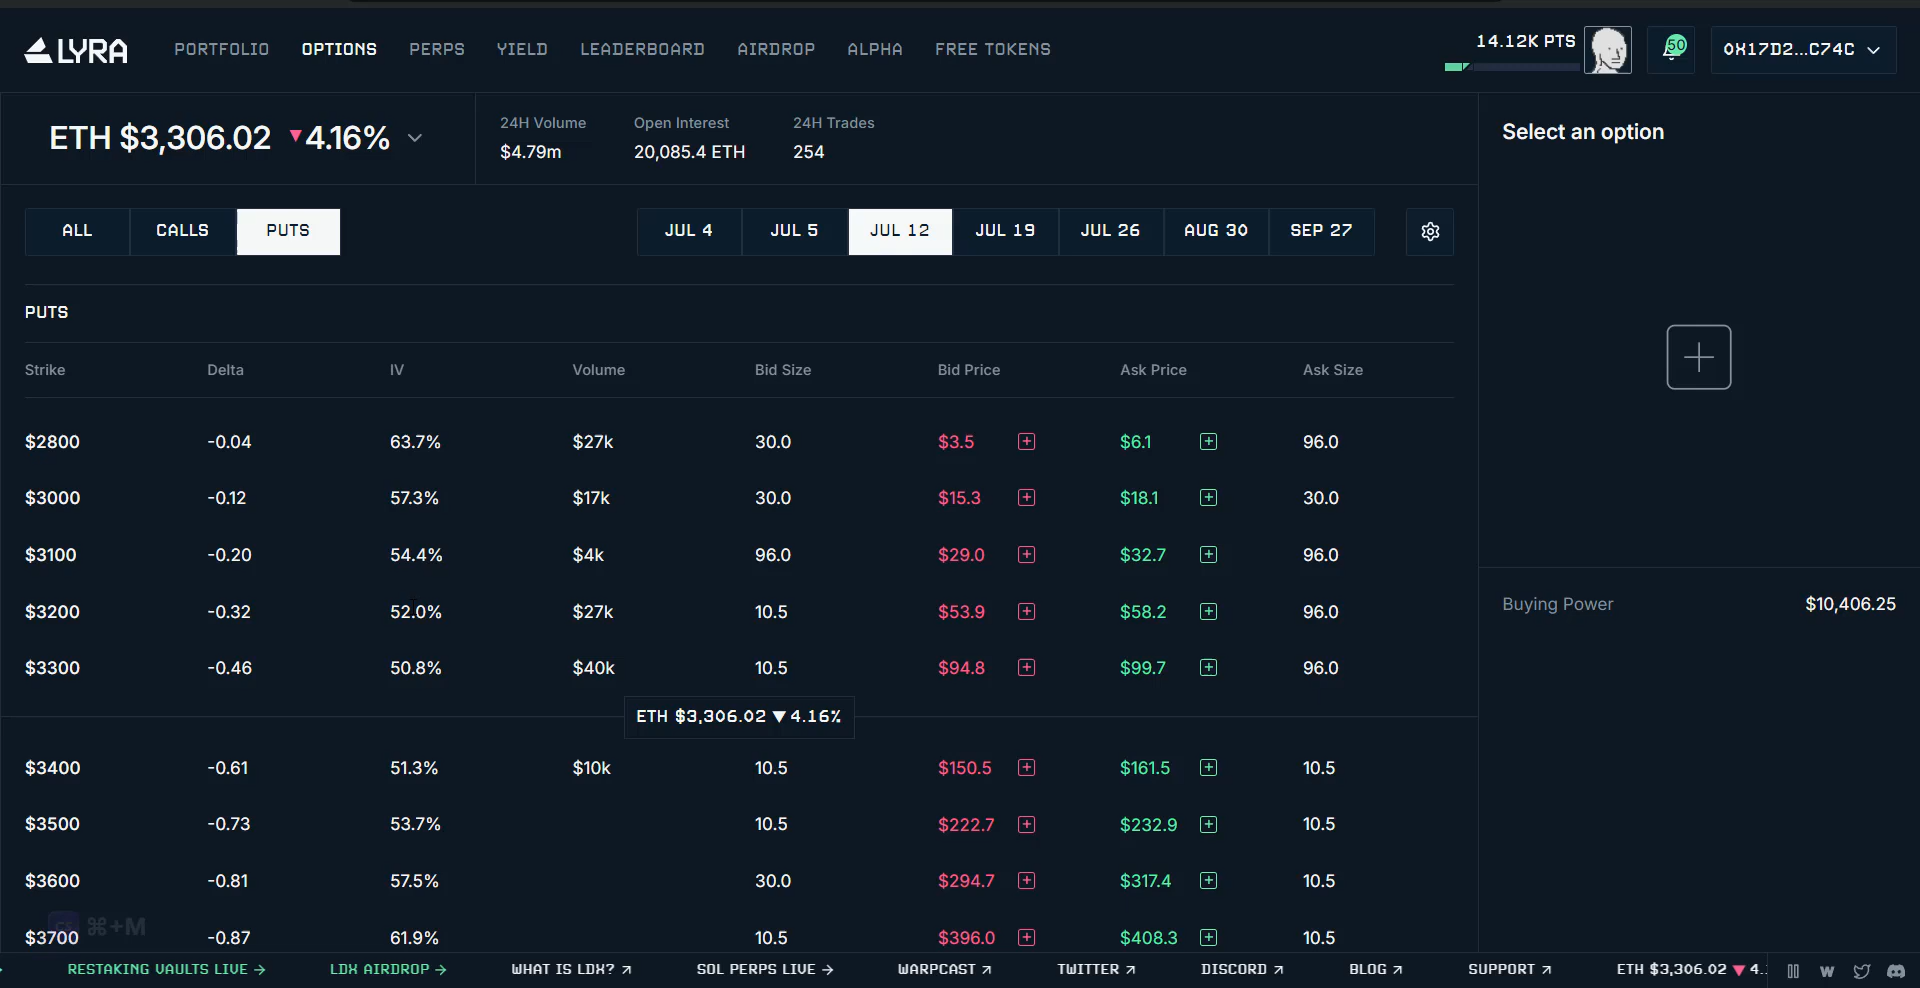 LYRA PORTFOLIO OPTIONS PERPS YIELD LEADERBOARD AIRDROP ALPHA FREE TOKENS 14.12K PTS 50 0X17D2...C74C
ETH $3,306.02 ▼4.16%
24H Volume Open Interest 24H Trades
$4.79m 20,085.4 ETH 254
Select an option
ALL CALLS PUTS JUL 4 JUL 5 JUL 12 JUL 19 JUL 26 AUG 30 SEP 27
PUTS
Strike Delta IV Volume Bid Size Bid Price Ask Price Ask Size
$2800 -0.04 63.7% $27k 30.0 $3.5 $6.1 96.0
$3000 -0.12 57.3% $17k 30.0 $15.3 $18.1 30.0
$3100 -0.20 54.4% $4k 96.0 $29.0 $32.7 96.0
$3200 -0.32 52.0% $27k 10.5 $53.9 $58.2 96.0
$3300 -0.46 50.8% $40k 10.5 $94.8 $99.7 96.0
Buying Power $10,406.25
ETH $3,306.02 ▼4.16%
$3400 -0.61 51.3% $10k 10.5 $150.5 $161.5 10.5
$3500 -0.73 53.7% 10.5 $222.7 $232.9 10.5
$3600 -0.81 57.5% 30.0 $294.7 $317.4 10.5
⌘+M
$3700 -0.87 61.9% 10.5 $396.0 $408.3 10.5
RESTAKING VAULTS LIVE → LDX AIRDROP → WHAT IS LDX? ↗ SOL PERPS LIVE → WARPCAST ↗ TWITTER ↗ DISCORD ↗ BLOG ↗ SUPPORT ↗ ETH $3,306.02 ▼ 4.